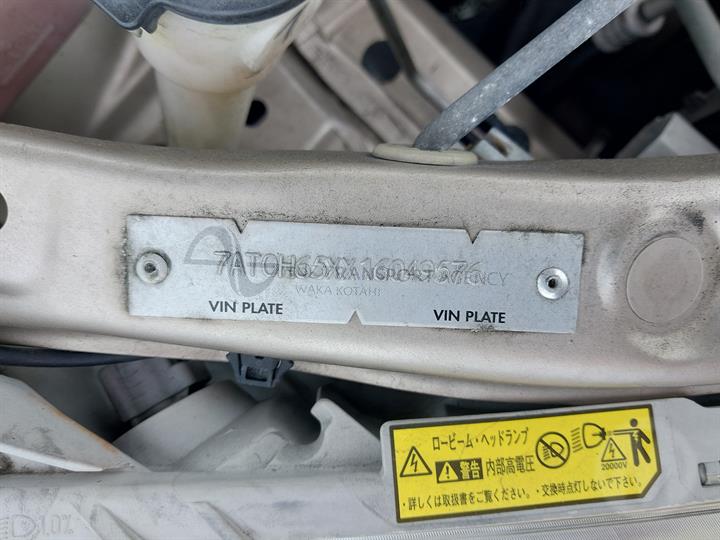 TRANSPORT AGENCY
WAKA KOTAHI
VIN PLATE
VIN PLATE
ロービーム・ヘッドランプ
警告 内部高電圧
20000V
・詳しくは取扱書をご覧ください。・交換時点灯しないで下さい。